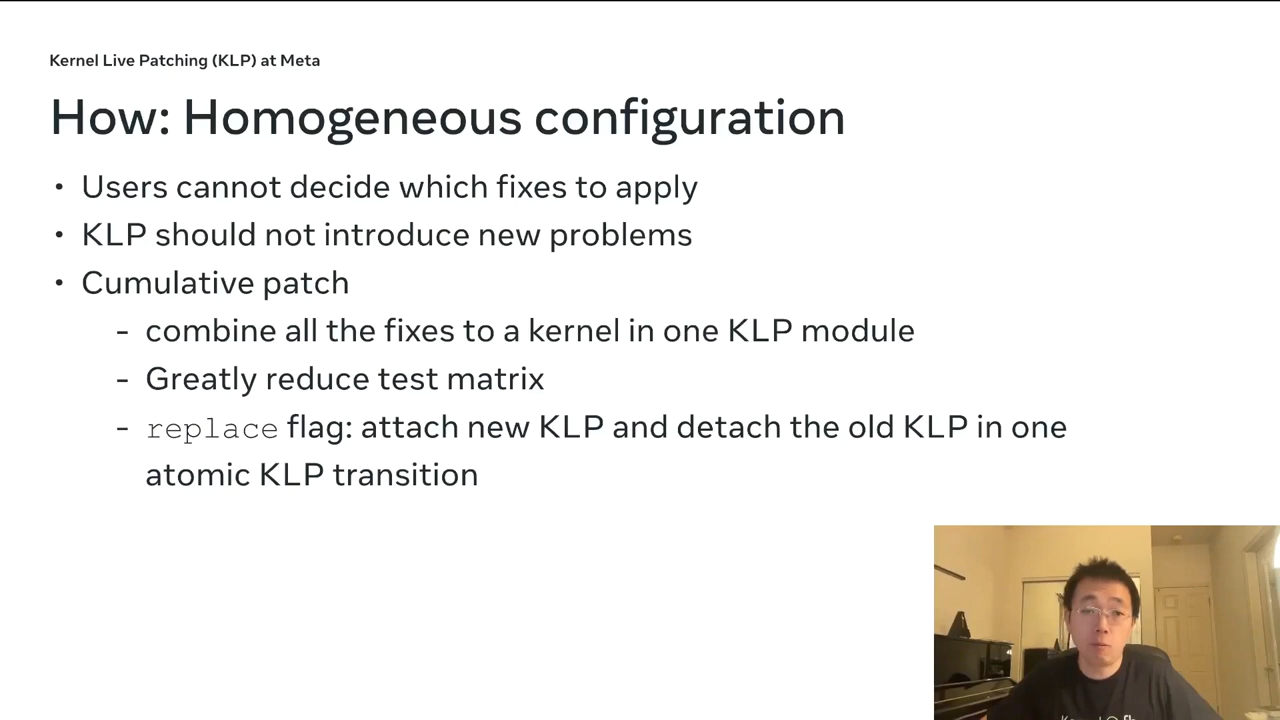 Kernel Live Patching (KLP) at Meta
How: Homogeneous configuration
• Users cannot decide which fixes to apply
• KLP should not introduce new problems
• Cumulative patch
- combine all the fixes to a kernel in one KLP module
- Greatly reduce test matrix
- replace flag: attach new KLP and detach the old KLP in one
atomic KLP transition